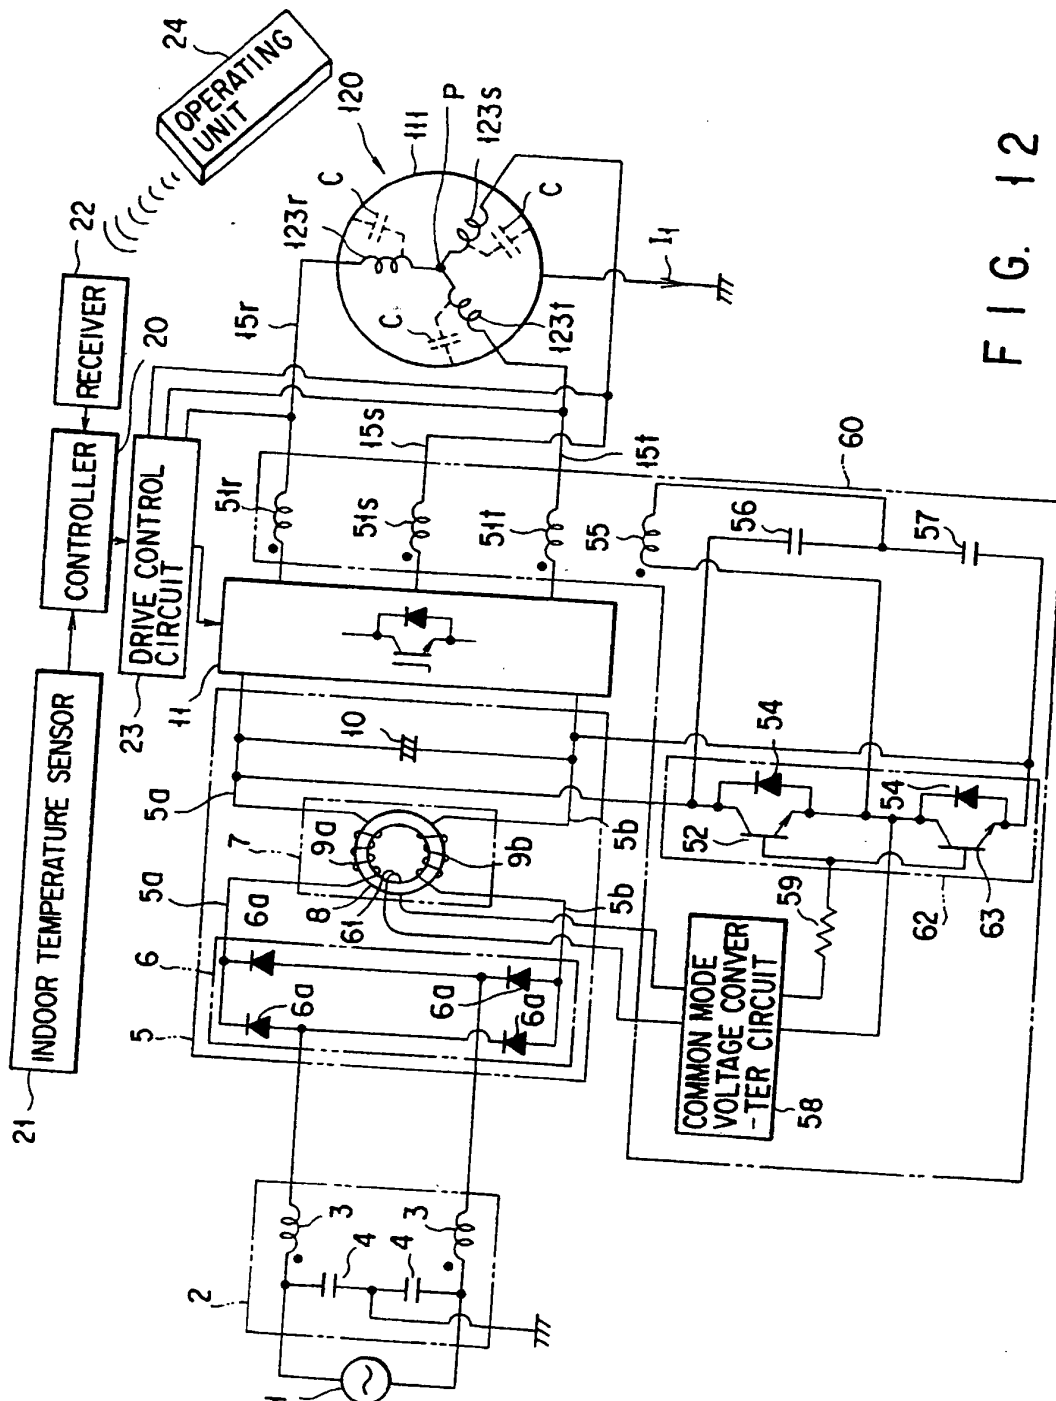 FIG. 12
INDOOR TEMPERATURE SENSOR
21
CONTROLLER
20
RECEIVER
22
OPERATING
UNIT
24
DRIVE CONTROL
CIRCUIT
23
120
111
P
C
123r
123s
C
C
123t
I1
15r
15s
15t
51r
51s
51t
55
60
56
57
11
10
5a
5b
7
9a
9b
8
61
5a
5b
6a
6a
6a
6a
6
5
54
52
54
63
62
59
COMMON MODE
VOLTAGE CONVER
-TER CIRCUIT
58
3
3
4
4
2
1